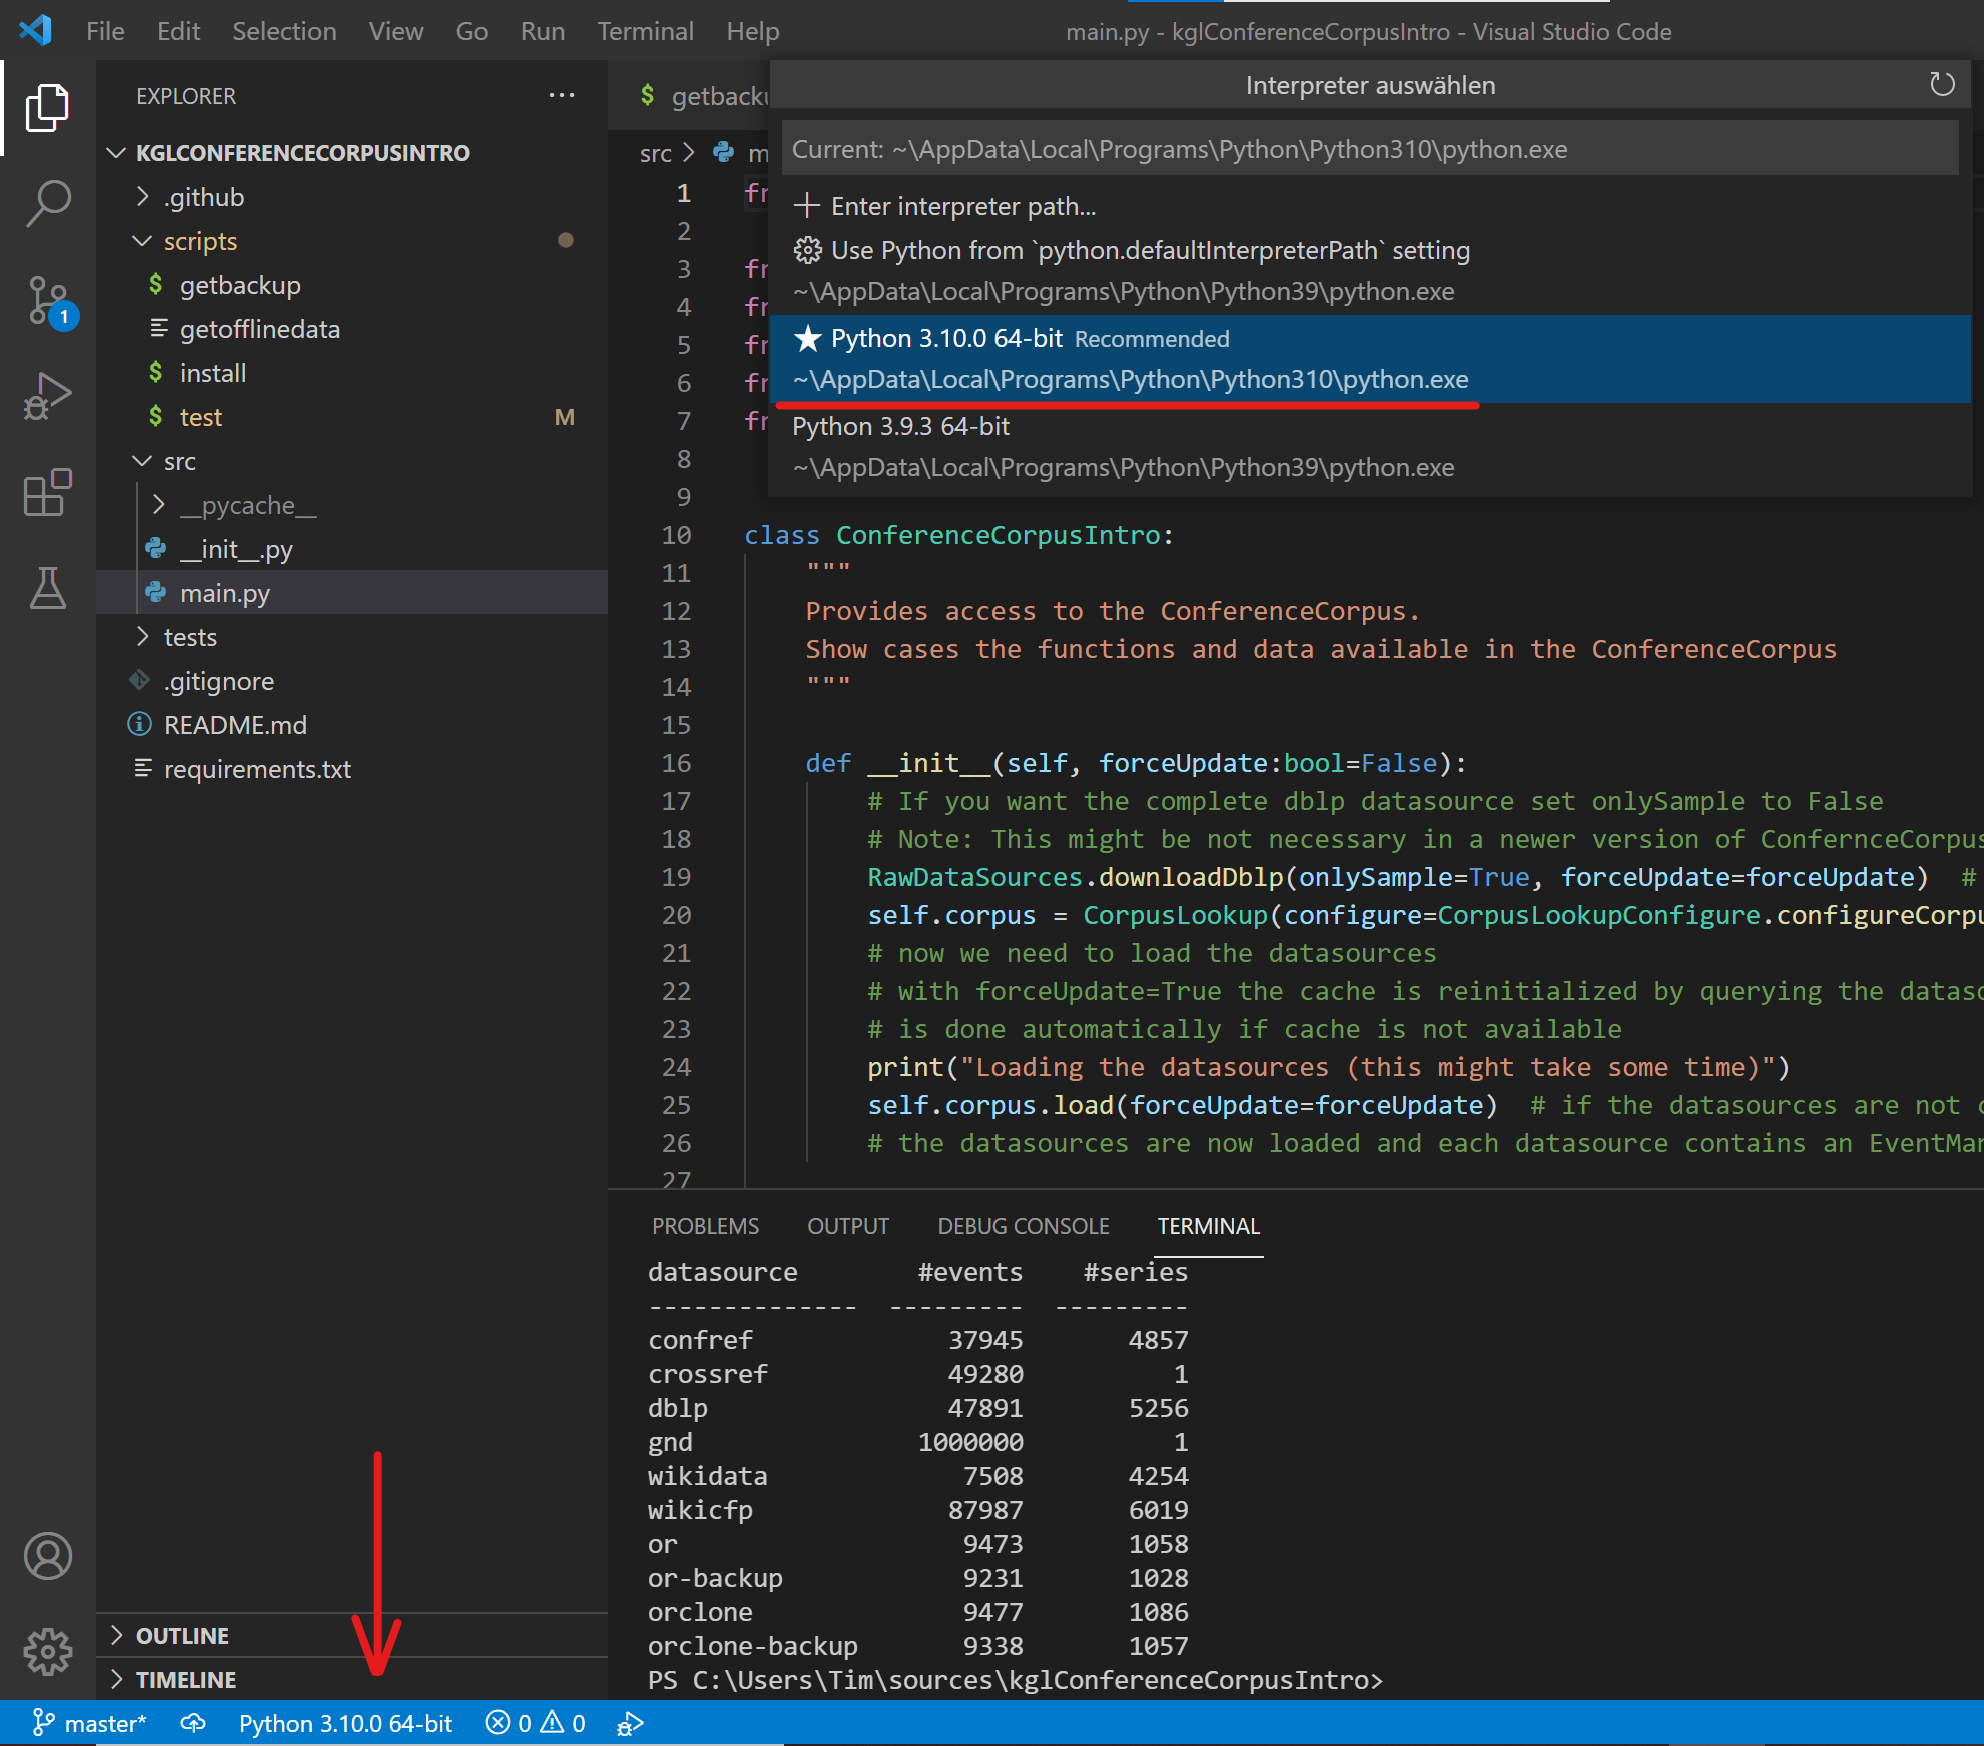 File Edit Selection View Go Run Terminal Help
main.py - kglConferenceCorpusIntro - Visual Studio Code
EXPLORER
KGLCONFERENCECORPUSINTRO
.github
scripts
getbackup
getofflinedata
install
test M
src
__pycache__
__init__.py
main.py
tests
.gitignore
README.md
requirements.txt
OUTLINE
TIMELINE
1
$ getbacku
src > m
Interpreter auswählen
Current: ~\AppData\Local\Programs\Python\Python310\python.exe
Enter interpreter path...
Use Python from `python.defaultInterpreterPath` setting
~\AppData\Local\Programs\Python\Python39\python.exe
★ Python 3.10.0 64-bit Recommended
~\AppData\Local\Programs\Python\Python310\python.exe
Python 3.9.3 64-bit
~\AppData\Local\Programs\Python\Python39\python.exe
1 fr
2
3 fr
4 fr
5 fr
6 fr
7 fr
8
9
10 class ConferenceCorpusIntro:
11 """
12 Provides access to the ConferenceCorpus.
13 Show cases the functions and data available in the ConferenceCorpus
14 """
15
16 def __init__(self, forceUpdate:bool=False):
17 # If you want the complete dblp datasource set onlySample to False
18 # Note: This might be not necessary in a newer version of ConfernceCorpus
19 RawDataSources.downloadDblp(onlySample=True, forceUpdate=forceUpdate) #
20 self.corpus = CorpusLookup(configure=CorpusLookupConfigure.configureCorpu
21 # now we need to load the datasources
22 # with forceUpdate=True the cache is reinitialized by querying the dataso
23 # is done automatically if cache is not available
24 print("Loading the datasources (this might take some time)")
25 self.corpus.load(forceUpdate=forceUpdate) # if the datasources are not c
26 # the datasources are now loaded and each datasource contains an EventMan
27
PROBLEMS OUTPUT DEBUG CONSOLE TERMINAL
datasource #events #series
-------------- --------- ---------
confref 37945 4857
crossref 49280 1
dblp 47891 5256
gnd 1000000 1
wikidata 7508 4254
wikicfp 87987 6019
or 9473 1058
or-backup 9231 1028
orclone 9477 1086
orclone-backup 9338 1057
PS C:\Users\Tim\sources\kglConferenceCorpusIntro>
master* Python 3.10.0 64-bit 0 0